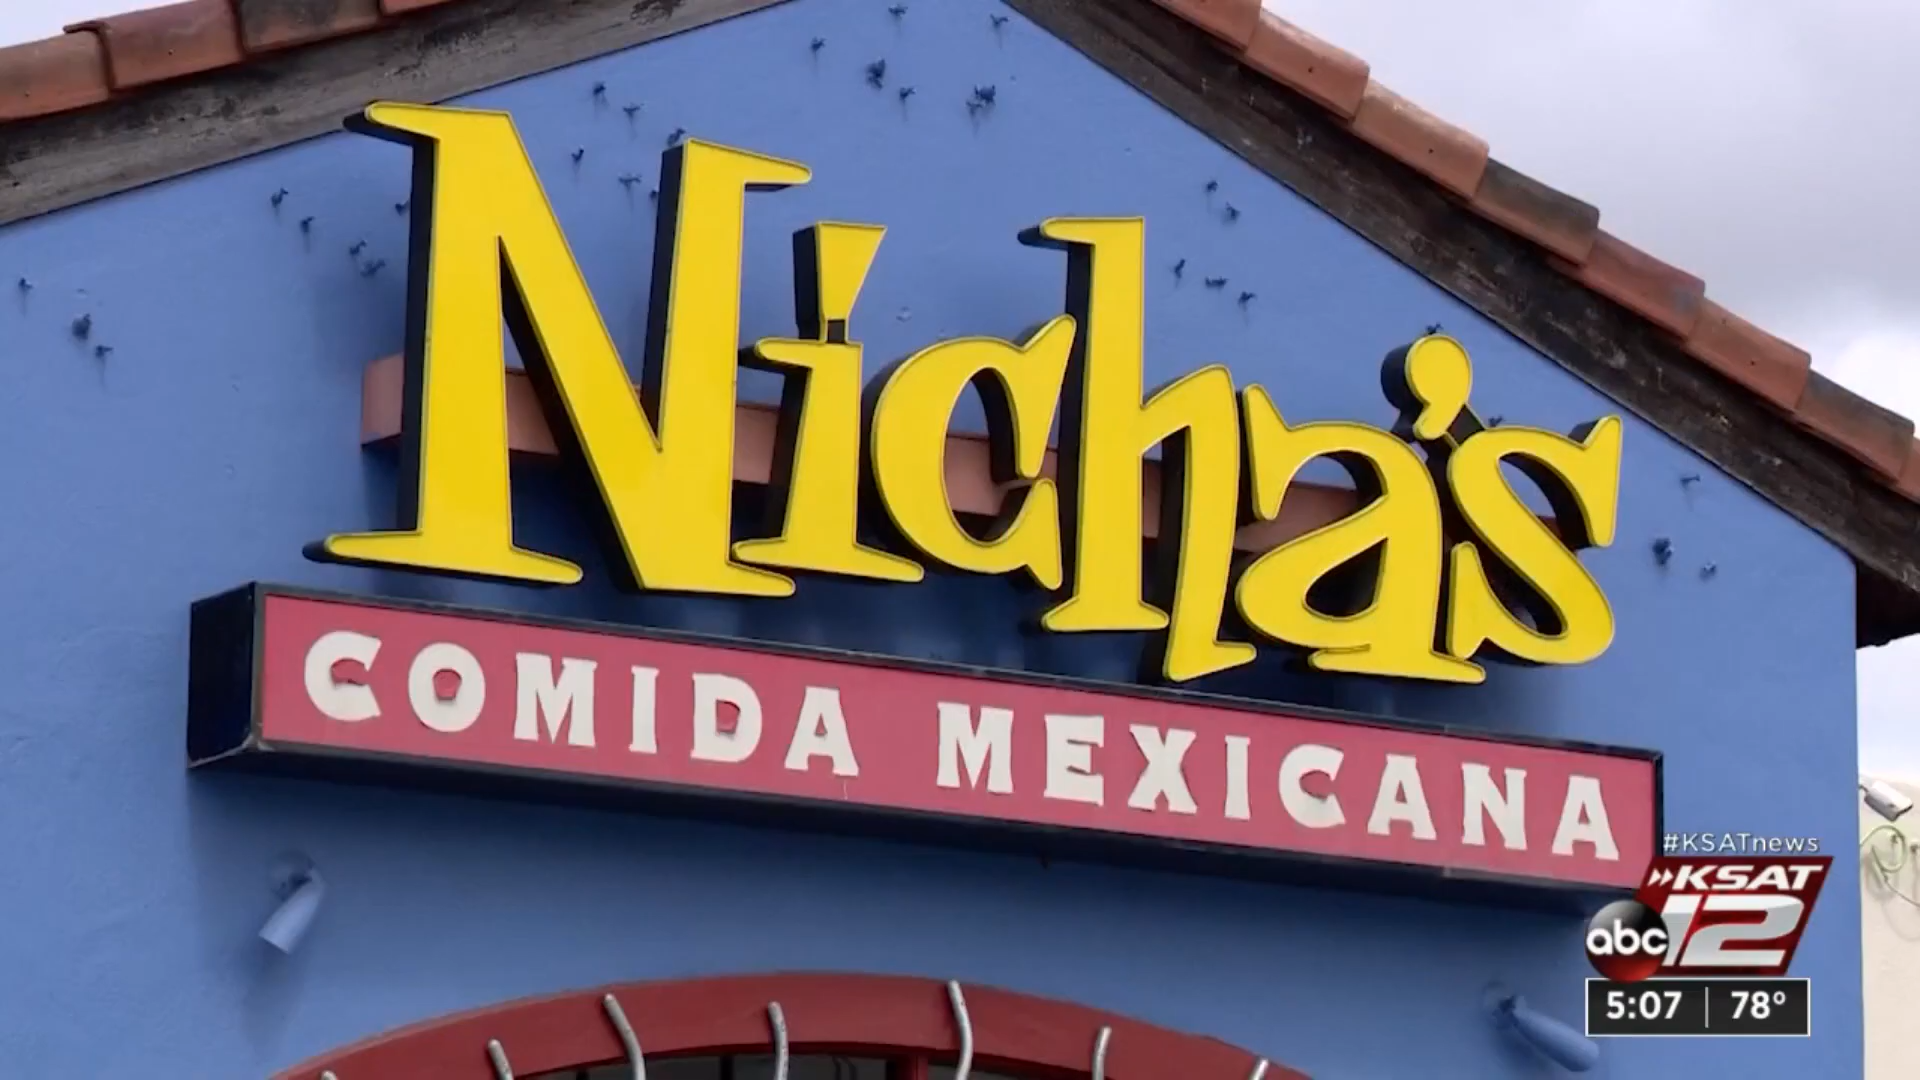 Nicha's
COMIDA MEXICANA
#KSATnews
KSAT
12
abc
5:07 | 78°